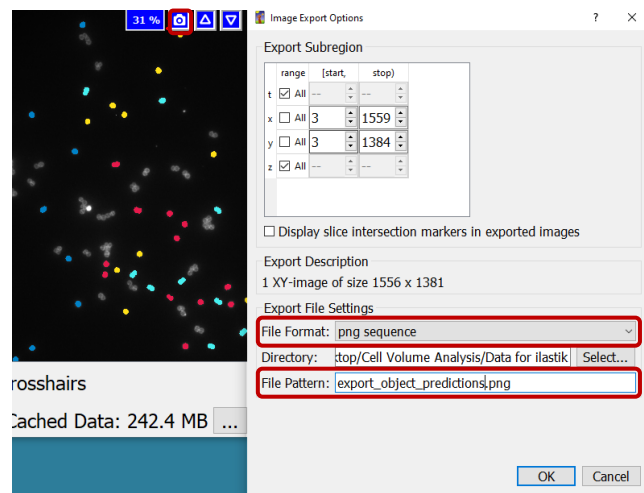 31 %
rosshairs
Cached Data: 242.4 MB ...
Image Export Options ? ×
Export Subregion
range [start, stop)
t All -- --
x All 3 1559
y All 3 1384
z All -- --
Display slice intersection markers in exported images
Export Description
1 XY-image of size 1556 x 1381
Export File Settings
File Format: png sequence
Directory: :top/Cell Volume Analysis/Data for ilastik Select...
File Pattern: export_object_predictions.png
OK Cancel